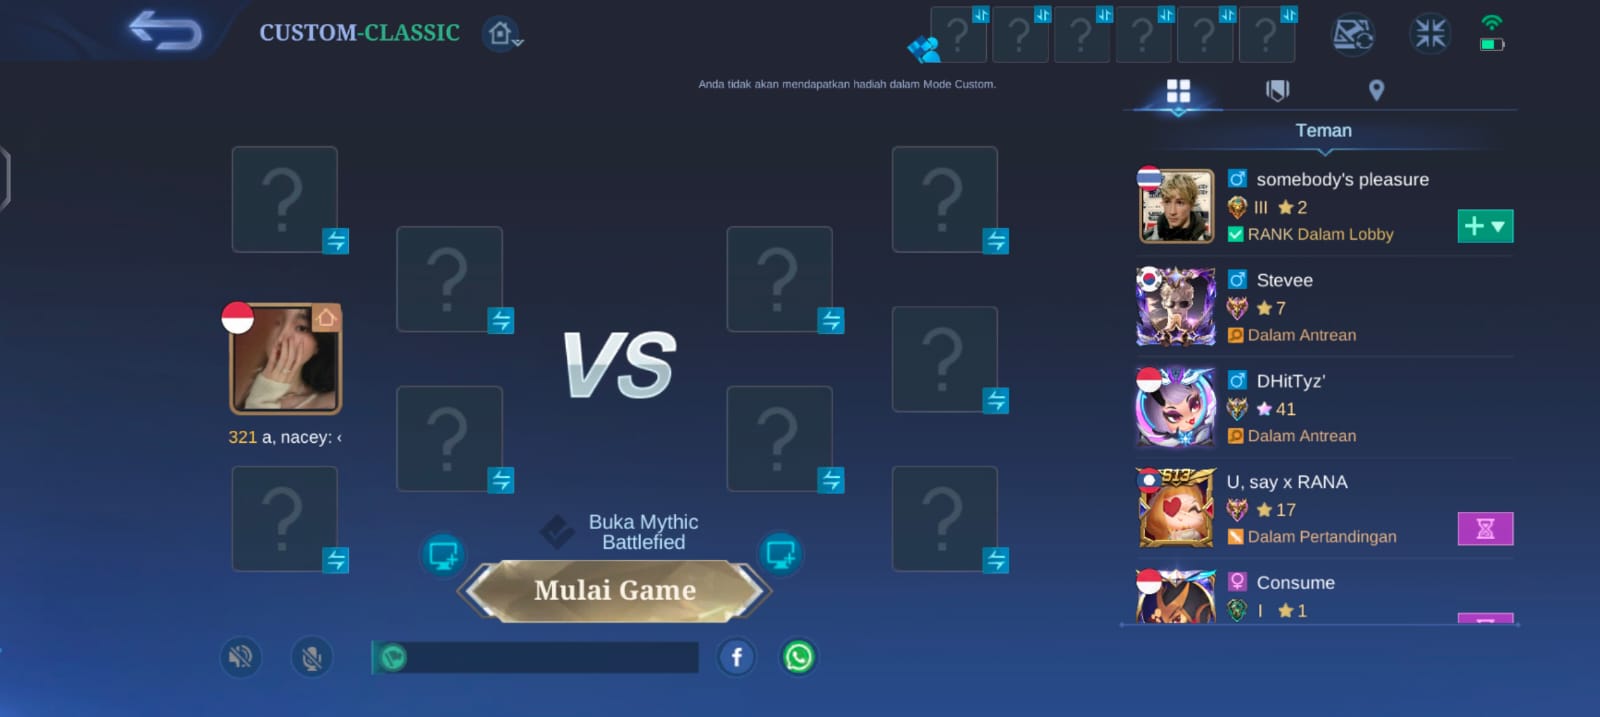 CUSTOM-CLASSIC
Anda tidak akan mendapatkan hadiah dalam Mode Custom.
Teman
somebody's pleasure
III 2
RANK Dalam Lobby
Stevee
7
Dalam Antrean
DHitTyz'
41
Dalam Antrean
513
U, say x RANA
17
Dalam Pertandingan
Consume
I 1
321 a, nacey: ‹
VS
Buka Mythic
Battlefied
Mulai Game